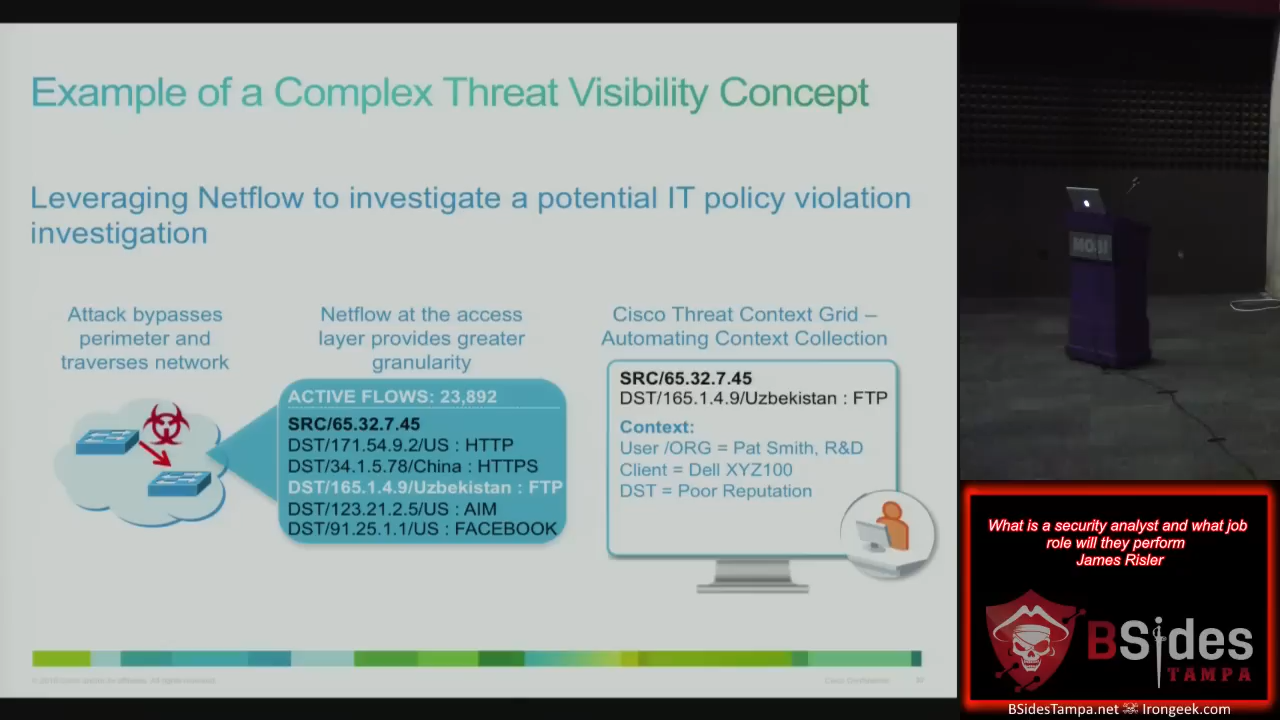 Example of a Complex Threat Visibility Concept
Leveraging Netflow to investigate a potential IT policy violation
investigation
Attack bypasses
perimeter and
traverses network
Netflow at the access
layer provides greater
granularity
ACTIVE FLOWS: 23,892
SRC/65.32.7.45
DST/171.54.9.2/US : HTTP
DST/34.1.5.78/China : HTTPS
DST/165.1.4.9/Uzbekistan : FTP
DST/123.21.2.5/US : AIM
DST/91.25.1.1/US : FACEBOOK
Cisco Threat Context Grid –
Automating Context Collection
SRC/65.32.7.45
DST/165.1.4.9/Uzbekistan : FTP
Context:
User /ORG = Pat Smith, R&D
Client = Dell XYZ100
DST = Poor Reputation
Cisco Confidential
MOSI
What is a security analyst and what job
role will they perform
James Risler
BSides
TAMPA
BSidesTampa.net Irongeek.com